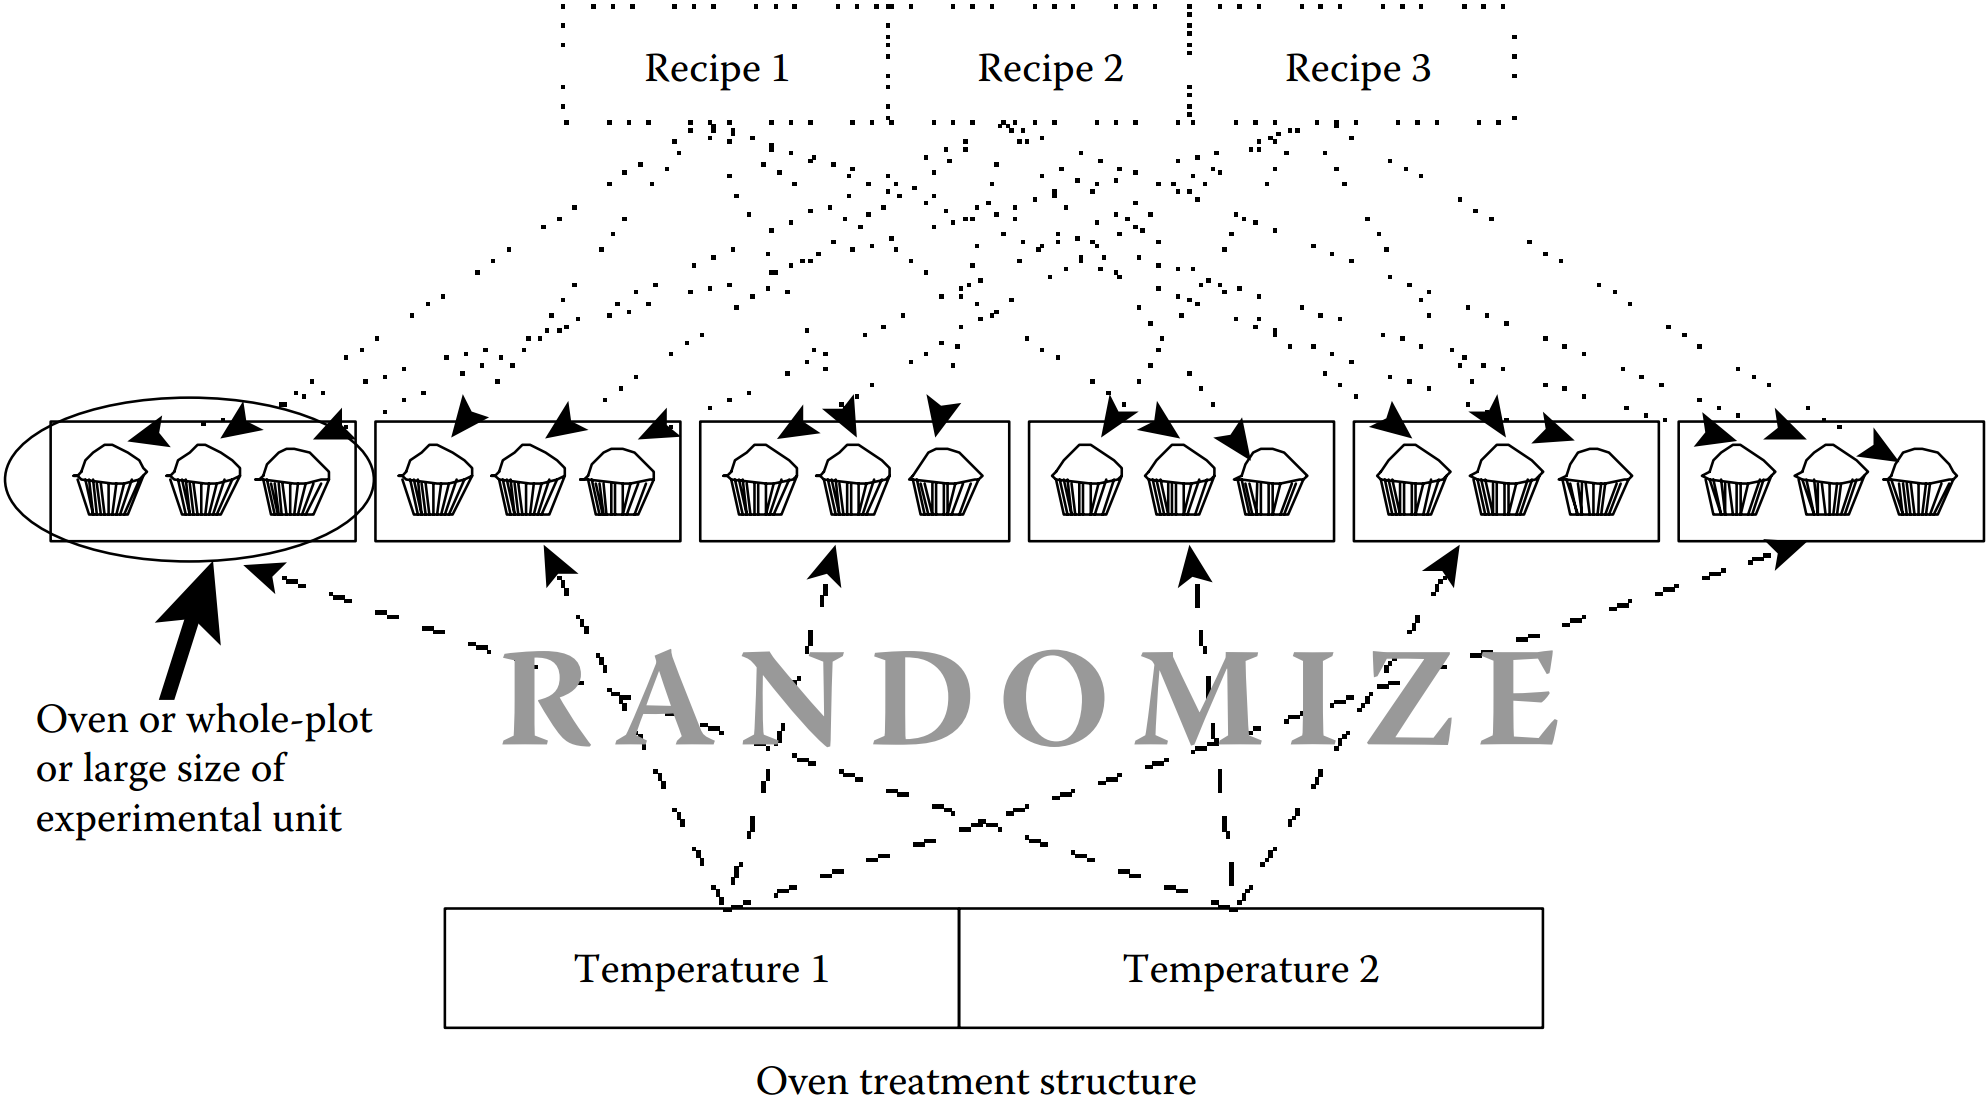 Recipe 1
Recipe 2
Recipe 3
RANDOMIZE
Oven or whole-plot
or large size of
experimental unit
Temperature 1
Temperature 2
Oven treatment structure